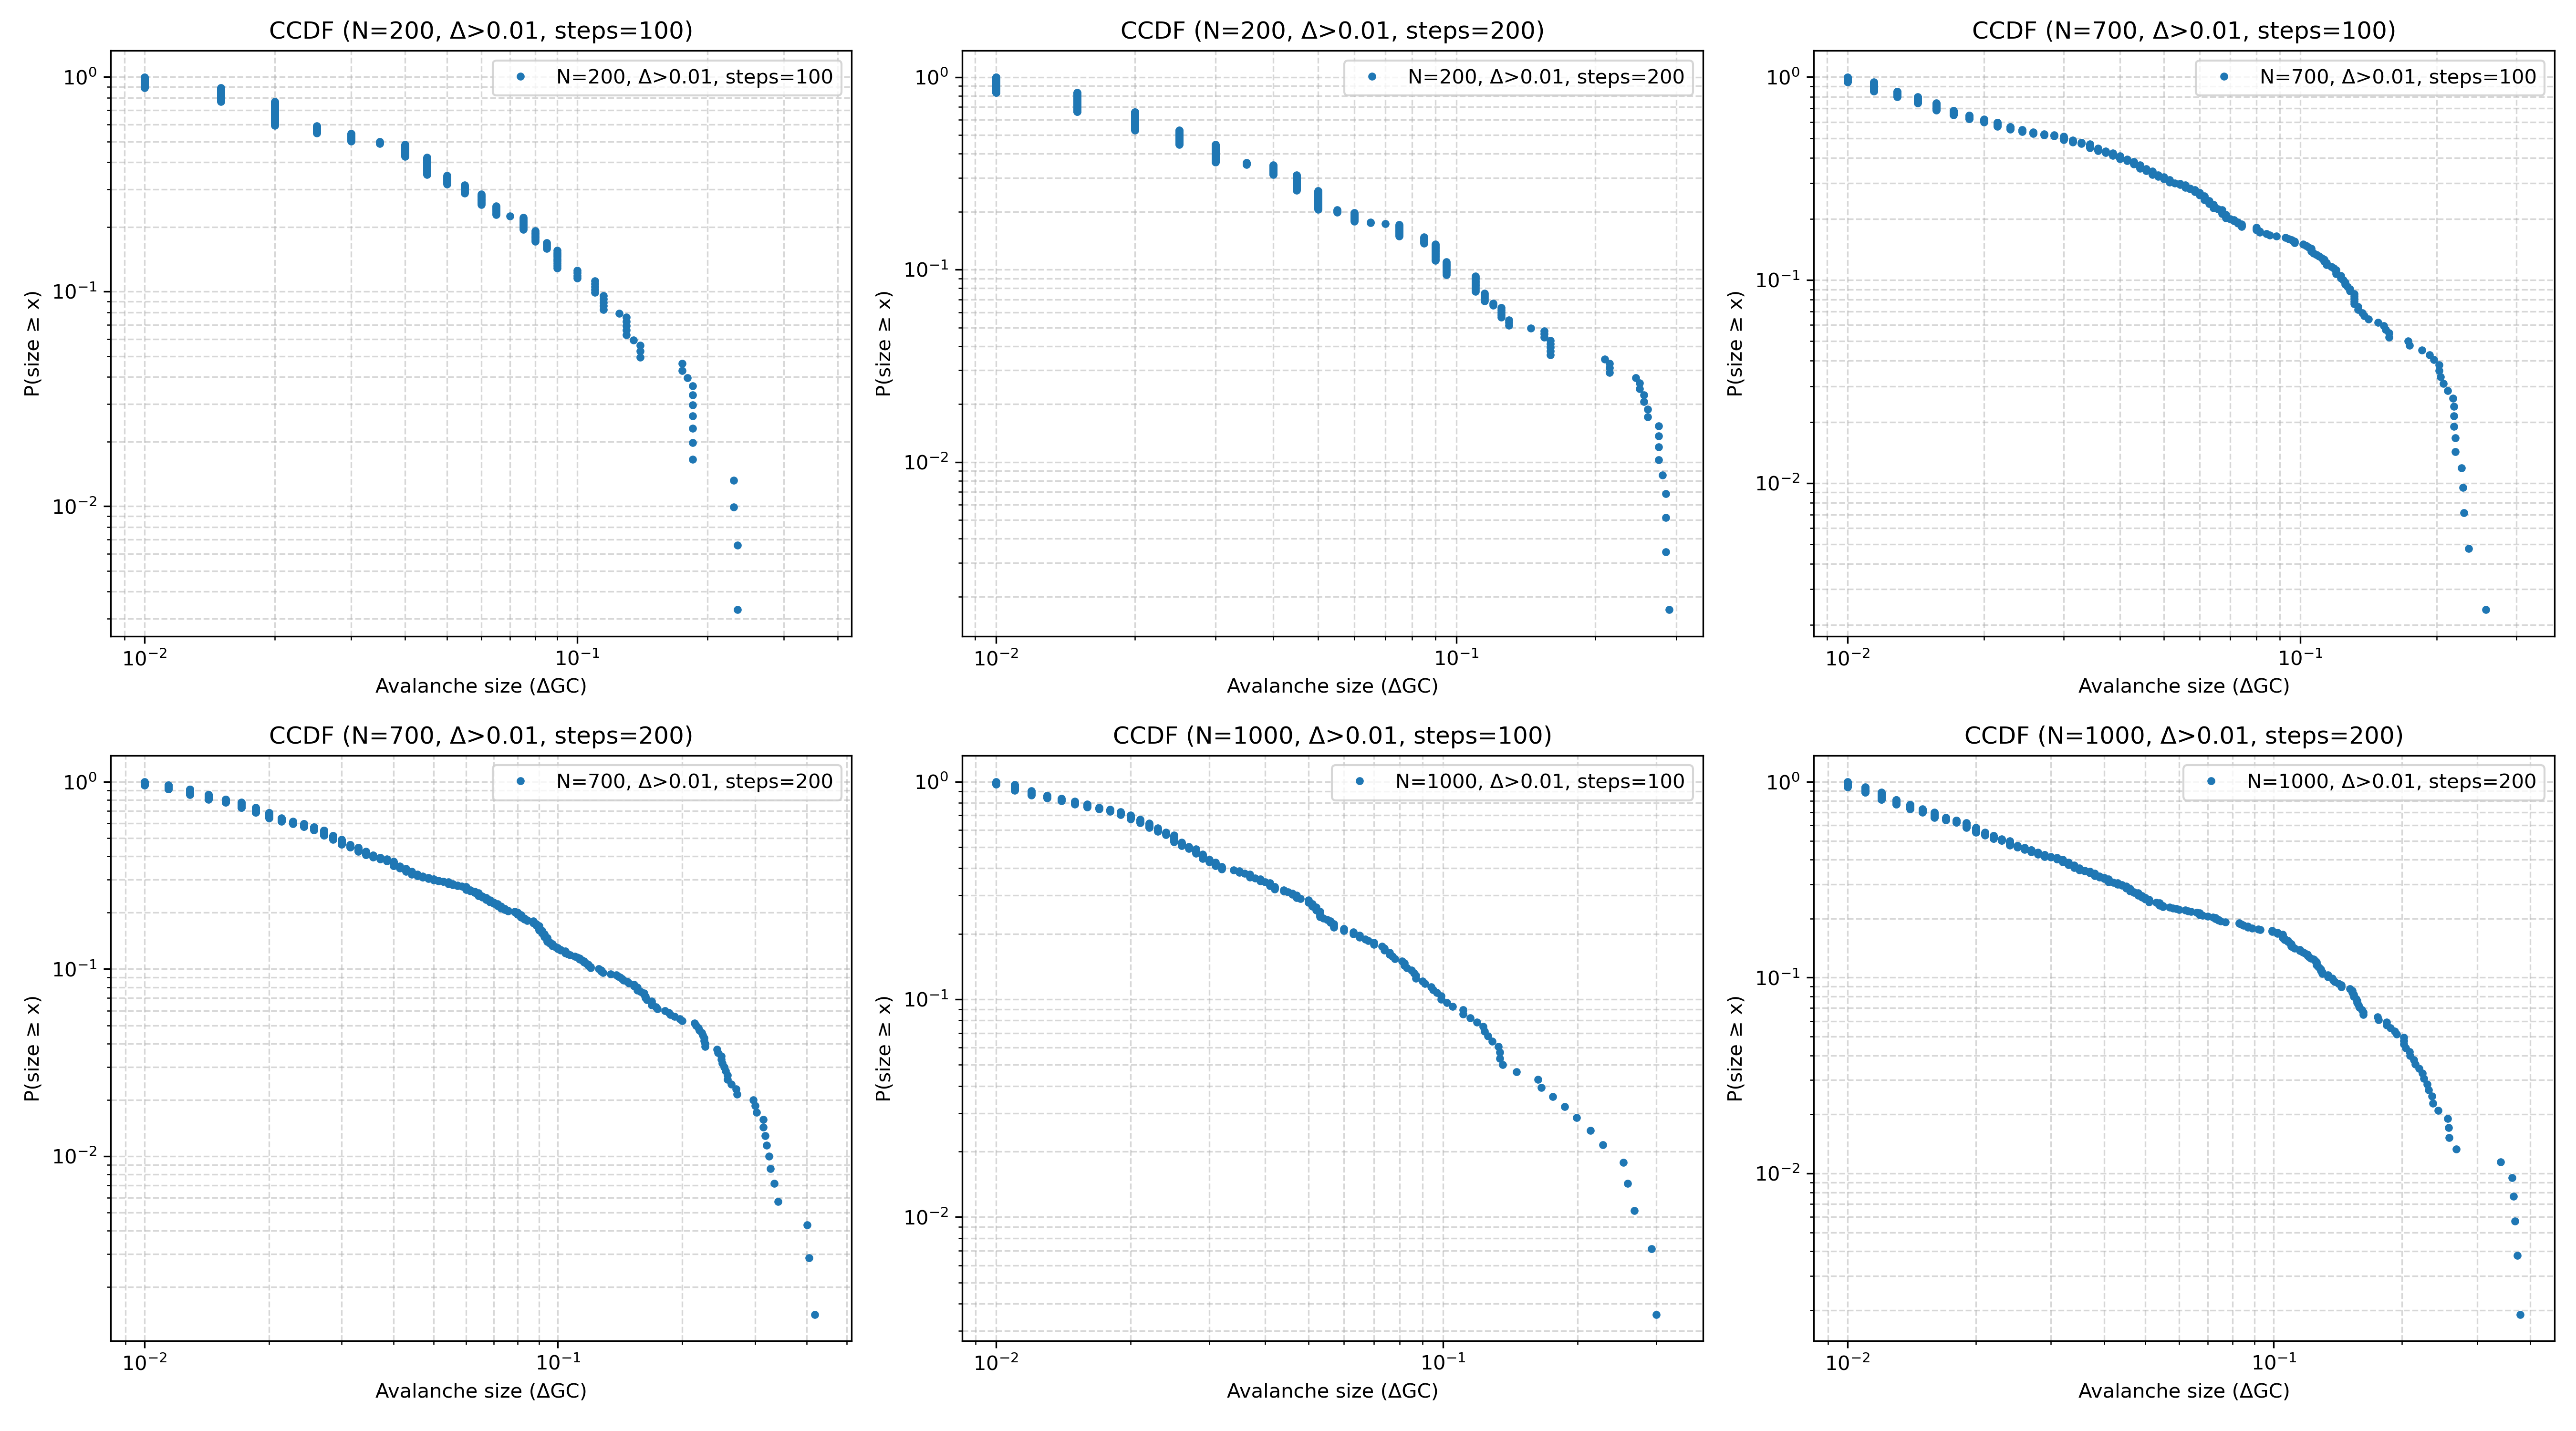 CCDF (N=200, Δ>0.01, steps=100)
N=200, Δ>0.01, steps=100
P(size ≥ x)
10⁰
10⁻¹
10⁻²
10⁻² 10⁻¹
Avalanche size (ΔGC)
CCDF (N=200, Δ>0.01, steps=200)
N=200, Δ>0.01, steps=200
P(size ≥ x)
10⁰
10⁻¹
10⁻²
10⁻² 10⁻¹
Avalanche size (ΔGC)
CCDF (N=700, Δ>0.01, steps=100)
N=700, Δ>0.01, steps=100
P(size ≥ x)
10⁰
10⁻¹
10⁻²
10⁻² 10⁻¹
Avalanche size (ΔGC)
CCDF (N=700, Δ>0.01, steps=200)
N=700, Δ>0.01, steps=200
P(size ≥ x)
10⁰
10⁻¹
10⁻²
10⁻² 10⁻¹
Avalanche size (ΔGC)
CCDF (N=1000, Δ>0.01, steps=100)
N=1000, Δ>0.01, steps=100
P(size ≥ x)
10⁰
10⁻¹
10⁻²
10⁻² 10⁻¹
Avalanche size (ΔGC)
CCDF (N=1000, Δ>0.01, steps=200)
N=1000, Δ>0.01, steps=200
P(size ≥ x)
10⁰
10⁻¹
10⁻²
10⁻² 10⁻¹
Avalanche size (ΔGC)